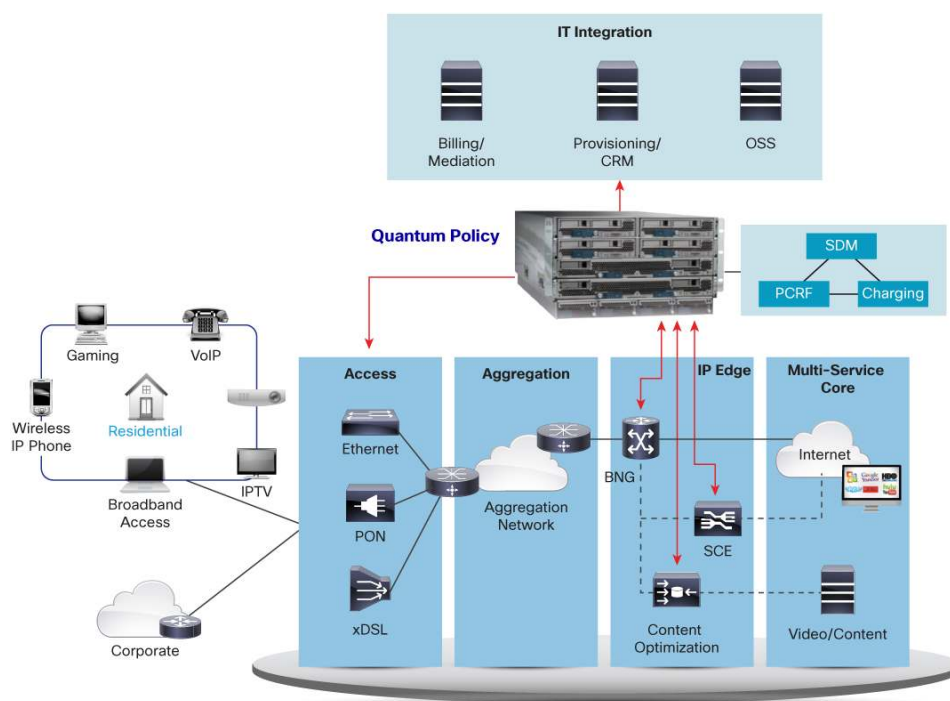 IT Integration
Billing/
Mediation
Provisioning/
CRM
OSS
Quantum Policy
SDM
PCRF
Charging
Gaming
VoIP
Wireless
IP Phone
Residential
Broadband
Access
IPTV
Corporate
Access
Ethernet
PON
xDSL
Aggregation
Aggregation
Network
IP Edge
BNG
SCE
Content
Optimization
Multi-Service
Core
Internet
HBO
Video/Content